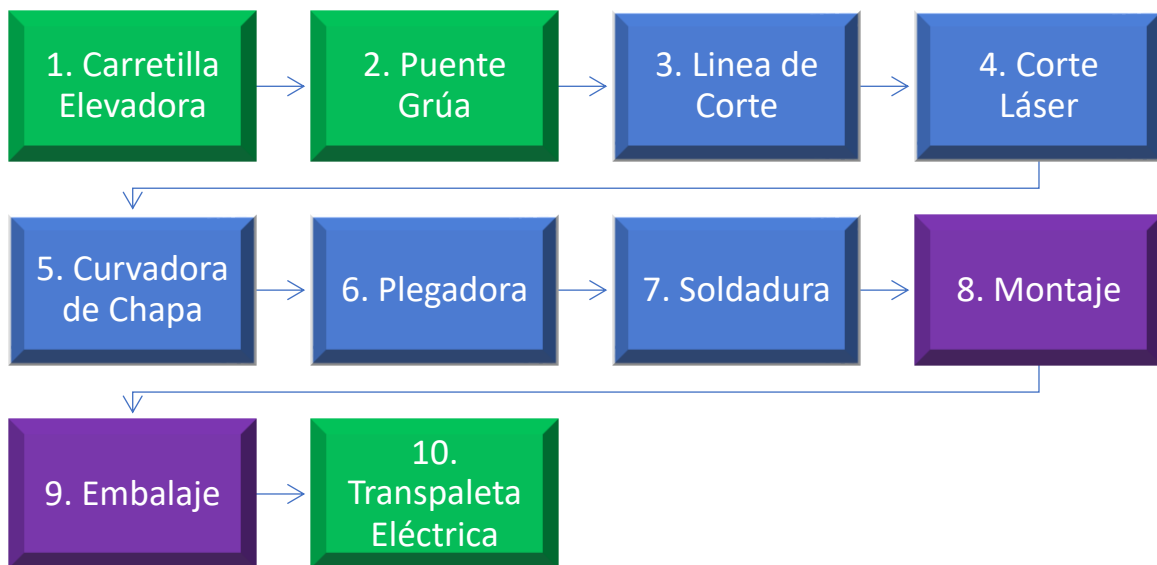 1. Carretilla
Elevadora
2. Puente
Grúa
3. Linea de
Corte
4. Corte
Láser
5. Curvadora
de Chapa
6. Plegadora
7. Soldadura
8. Montaje
9. Embalaje
10.
Transpaleta
Eléctrica